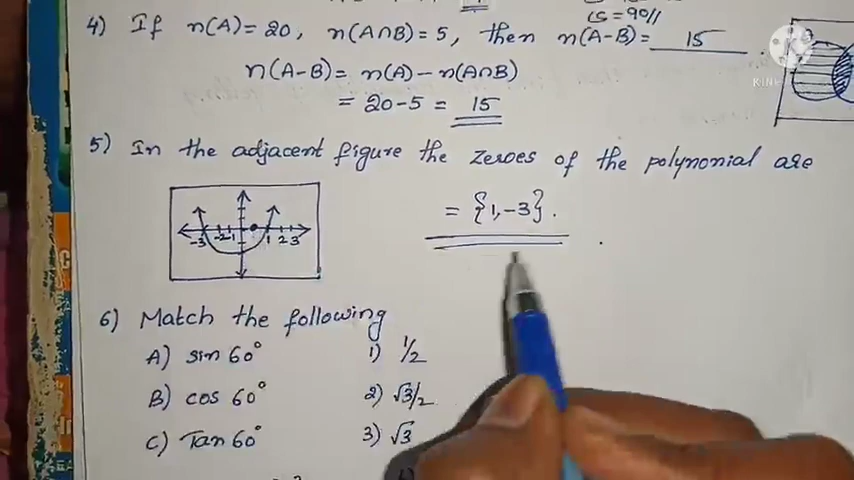 CS = 90%
4) If n(A) = 20, n(A∩B) = 5, then n(A-B) = 15
n(A-B) = n(A) - n(A∩B)
= 20-5 = 15
5) In the adjacent figure the zeroes of the polynonial are
= {1,-3}.
-3 -2 -1 1 2 3
6) Match the following
A) sin 60° 1) 1/2
B) cos 60° 2) √3/2
C) Tan 60° 3) √3